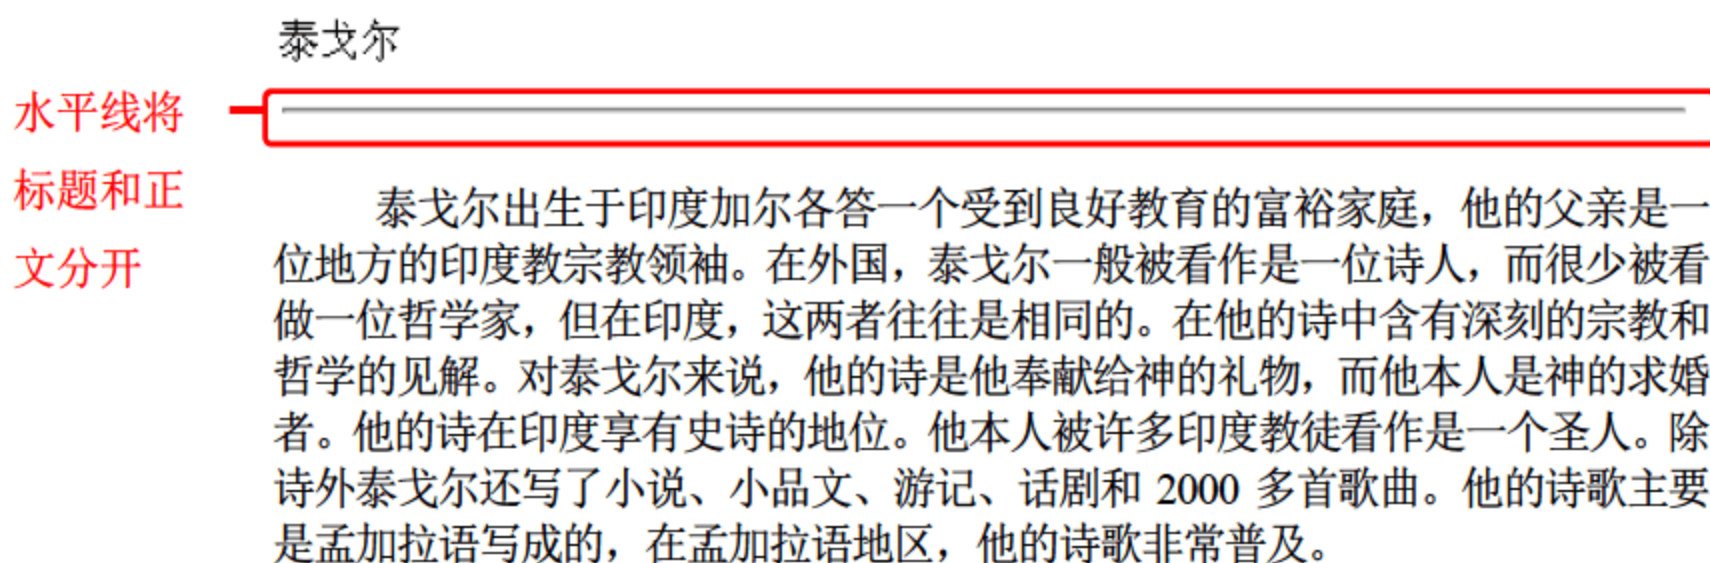 泰戈尔
水平线将
标题和正
文分开
泰戈尔出生于印度加尔各答一个受到良好教育的富裕家庭，他的父亲是一
位地方的印度教宗教领袖。在外国，泰戈尔一般被看作是一位诗人，而很少被看
做一位哲学家，但在印度，这两者往往是相同的。在他的诗中含有深刻的宗教和
哲学的见解。对泰戈尔来说，他的诗是他奉献给神的礼物，而他本人是神的求婚
者。他的诗在印度享有史诗的地位。他本人被许多印度教徒看作是一个圣人。除
诗外泰戈尔还写了小说、小品文、游记、话剧和 2000 多首歌曲。他的诗歌主要
是孟加拉语写成的，在孟加拉语地区，他的诗歌非常普及。